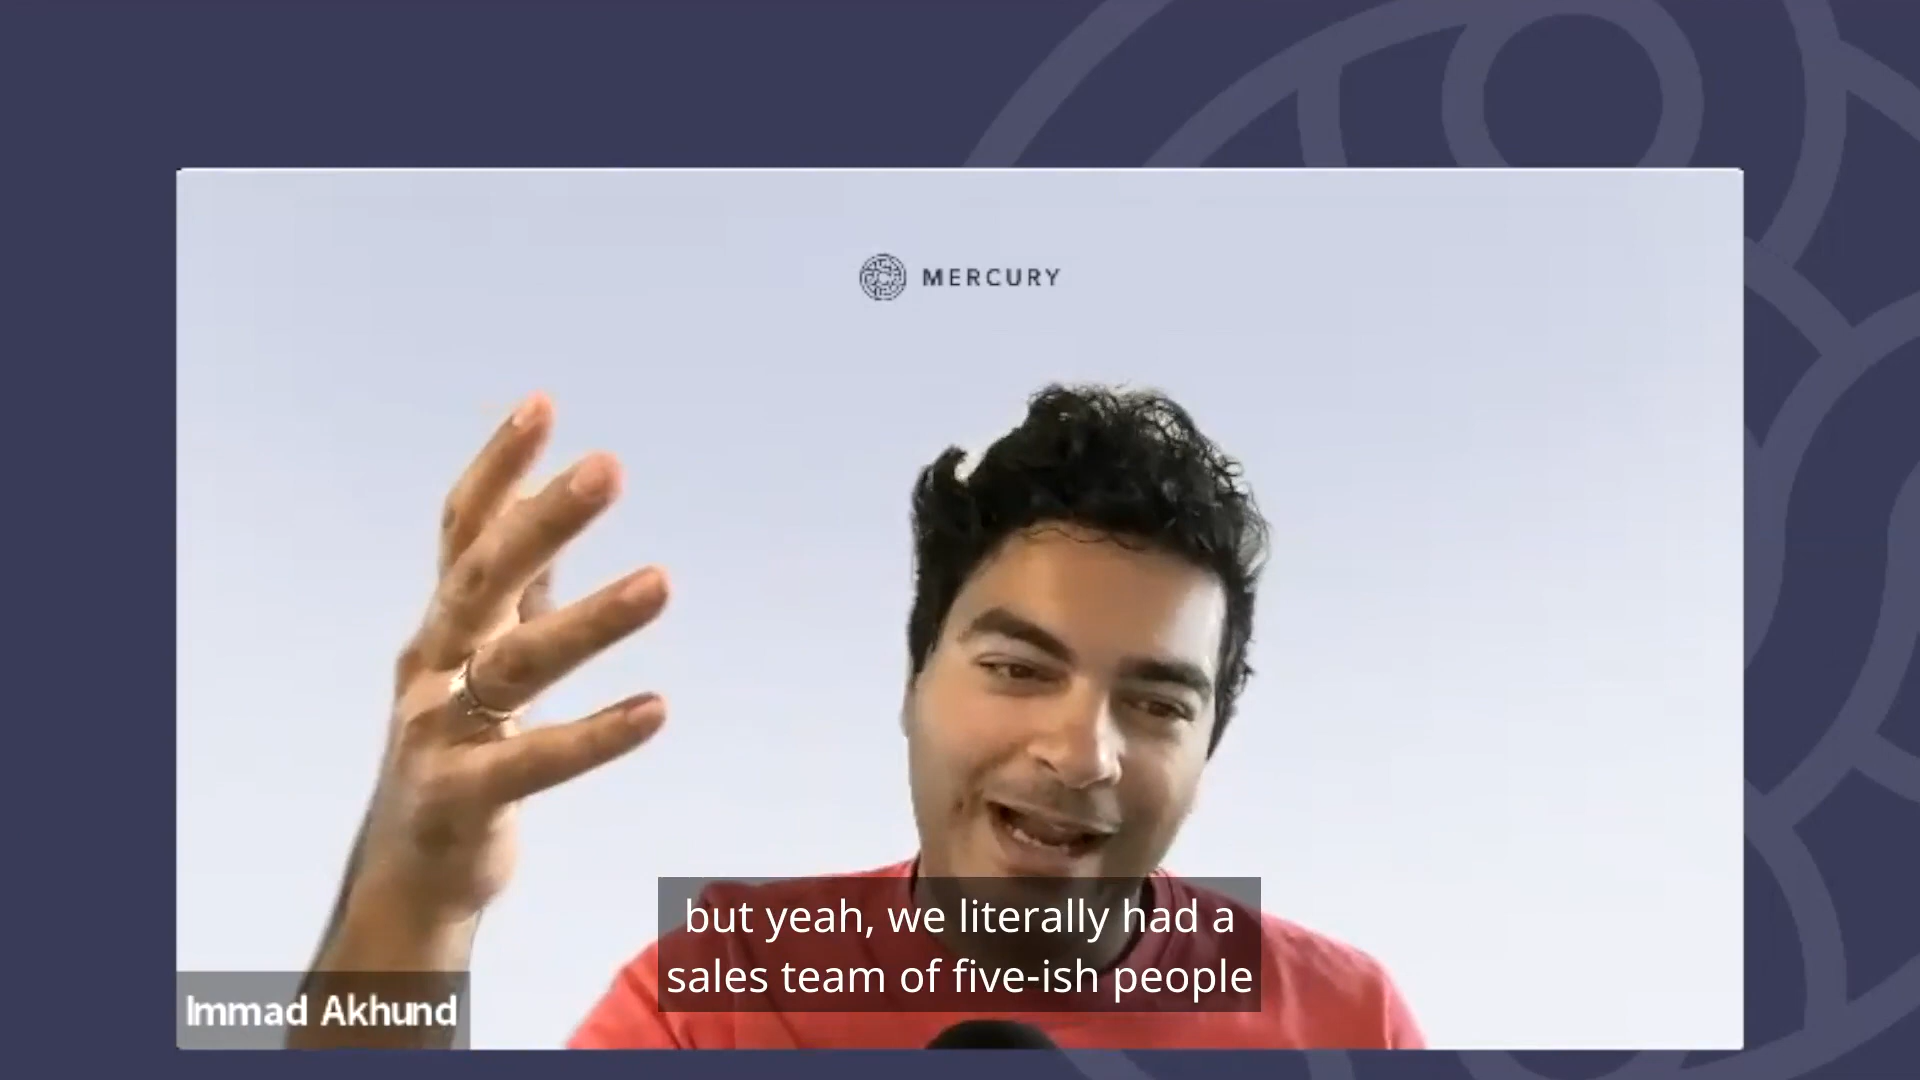 MERCURY
but yeah, we literally had a
sales team of five-ish people
Immad Akhund